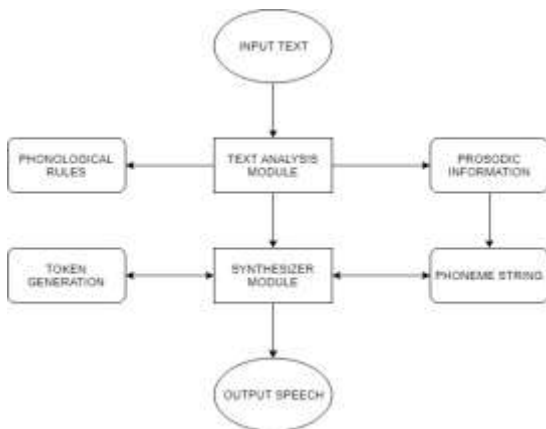 INPUT TEXT
PHONOLOGICAL
RULES
TEXT ANALYSIS
MODULE
PROSODIC
INFORMATION
TOKEN
GENERATION
SYNTHESIZER
MODULE
PHONEME STRING
OUTPUT SPEECH